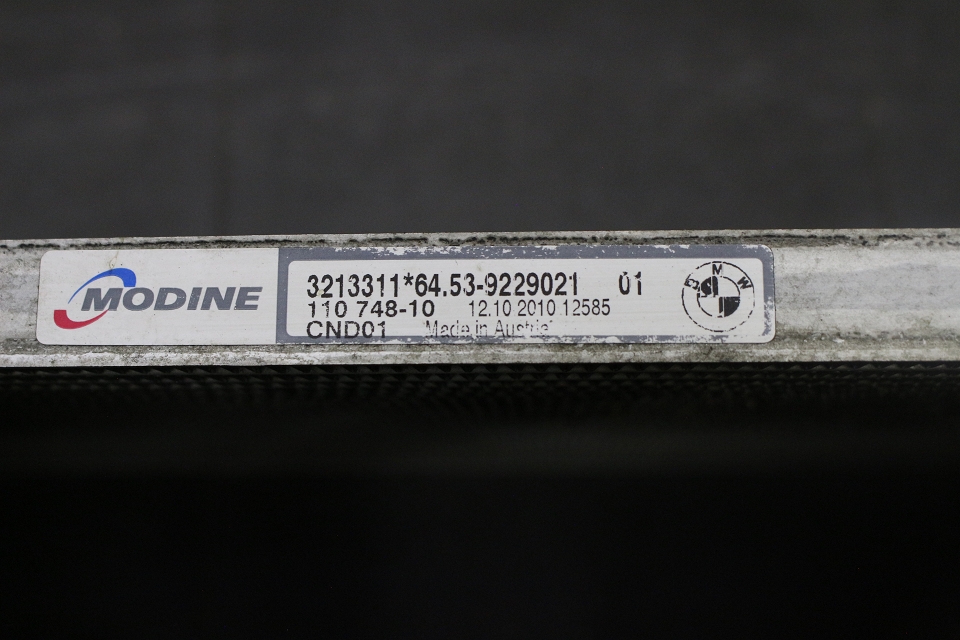 MODINE
3213311*64.53-9229021 01
110 748-10 12.10 2010 12585
CND01 "Made in Austria"
BMW